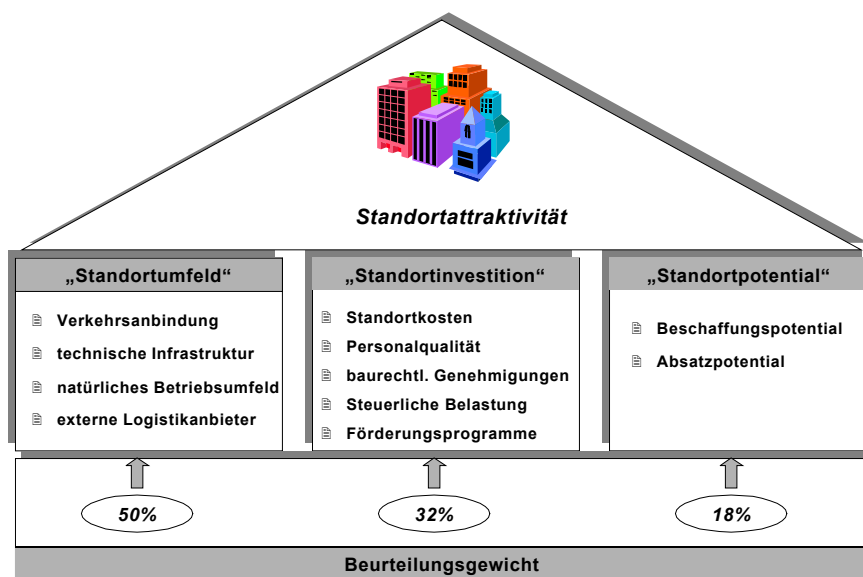 Standortattraktivität
„Standortumfeld“
Verkehrsanbindung
technische Infrastruktur
natürliches Betriebsumfeld
externe Logistikanbieter
„Standortinvestition“
Standortkosten
Personalqualität
baurechtl. Genehmigungen
Steuerliche Belastung
Förderungsprogramme
„Standortpotential“
Beschaffungspotential
Absatzpotential
50%
32%
18%
Beurteilungsgewicht